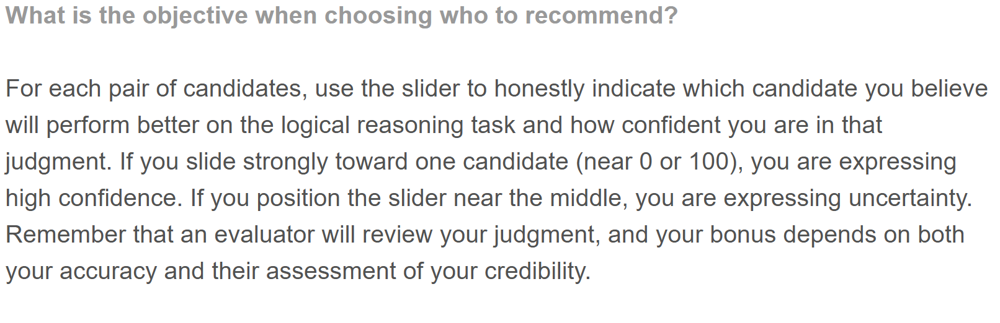 What is the objective when choosing who to recommend?
For each pair of candidates, use the slider to honestly indicate which candidate you believe
will perform better on the logical reasoning task and how confident you are in that
judgment. If you slide strongly toward one candidate (near 0 or 100), you are expressing
high confidence. If you position the slider near the middle, you are expressing uncertainty.
Remember that an evaluator will review your judgment, and your bonus depends on both
your accuracy and their assessment of your credibility.